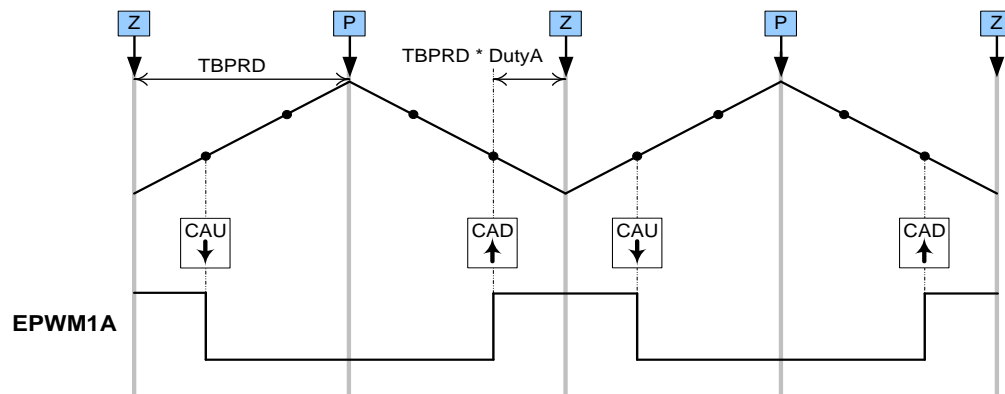 Z P Z P Z
TBPRD TBPRD * DutyA
CAU CAD CAU CAD
EPWM1A